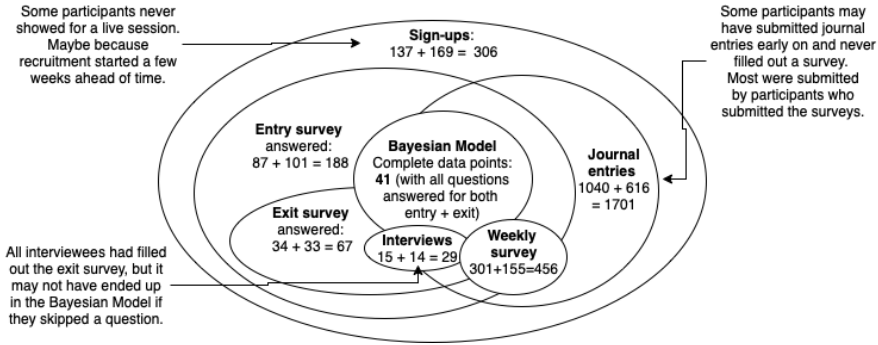 Some participants never
showed for a live session.
Maybe because
recruitment started a few
weeks ahead of time.
Sign-ups:
137 + 169 = 306
Some participants may
have submitted journal
entries early on and never
filled out a survey.
Most were submitted
by participants who
submitted the surveys.
Entry survey
answered:
87 + 101 = 188
Bayesian Model
Complete data points:
41 (with all questions
answered for both
entry + exit)
Journal
entries
1040 + 616
= 1701
Exit survey
answered:
34 + 33 = 67
Interviews
15 + 14 = 29
Weekly
survey
301+155=456
All interviewees had filled
out the exit survey, but it
may not have ended up
in the Bayesian Model if
they skipped a question.